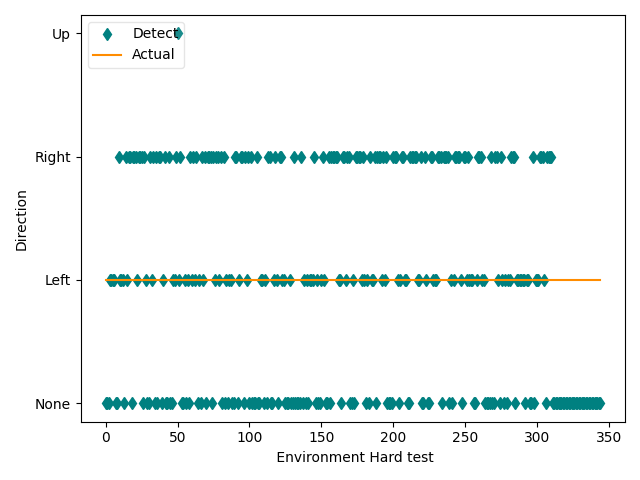 Up
Detect
Actual
Right
Direction
Left
None
0 50 100 150 200 250 300 350
Environment Hard test